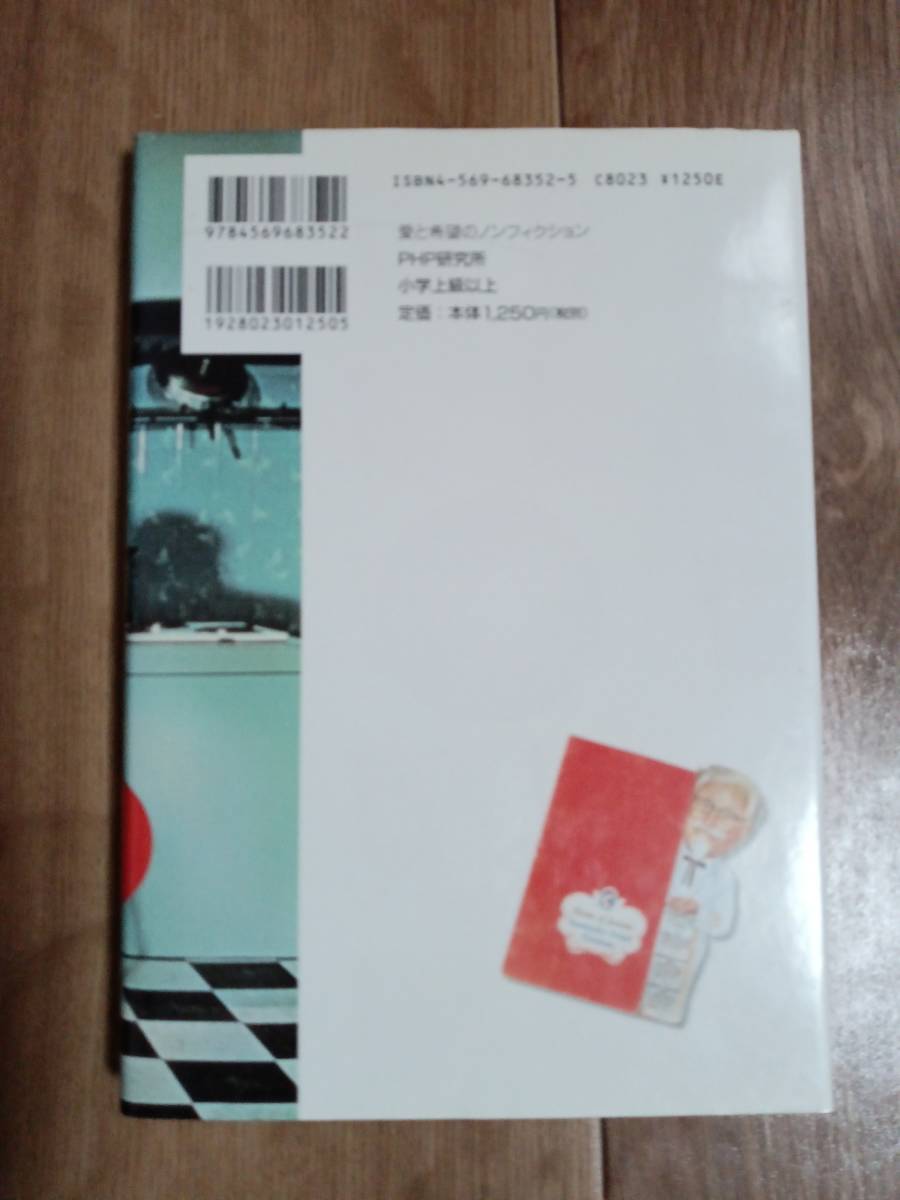 ISBN4-569-68352-5 C8023 ¥1250E
9784569683522
愛と希望のノンフィクション
PHP研究所
小学上級以上
1928023012505
定価：本体1,250円（税別）